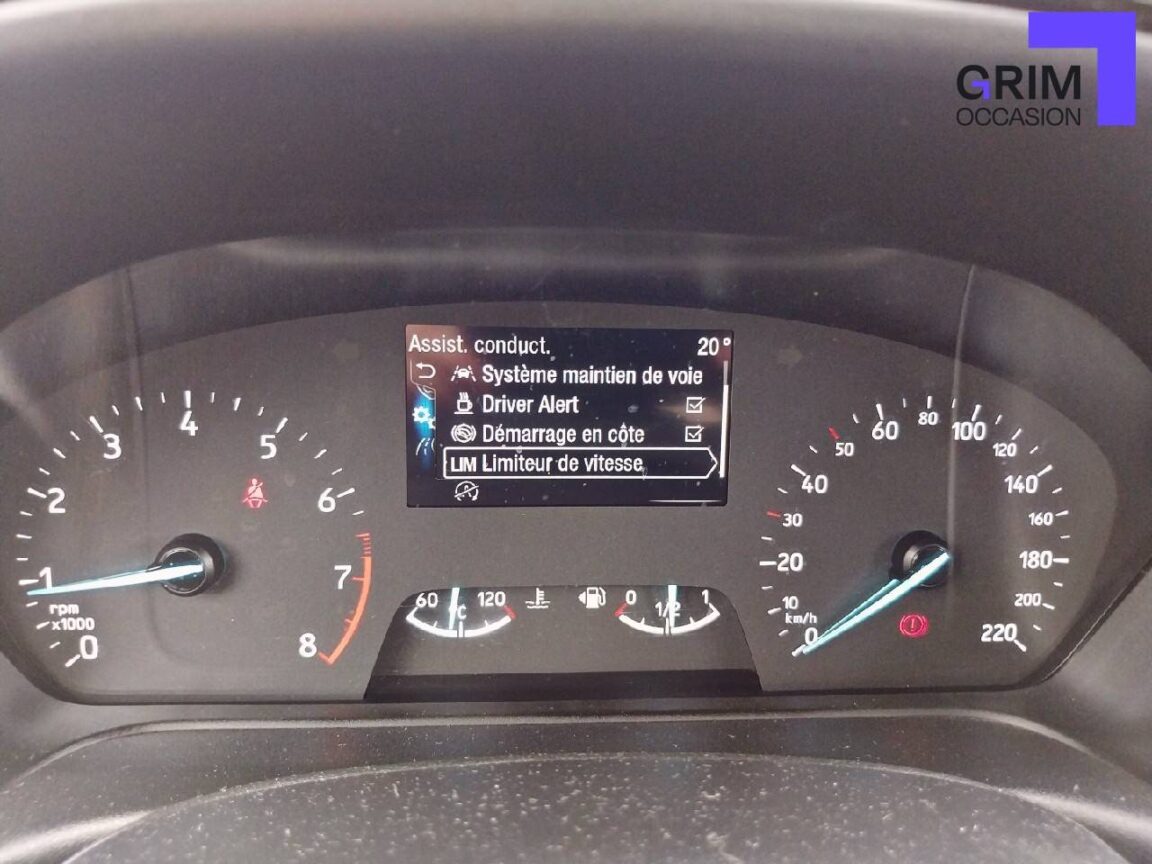 GRIM
OCCASION
Assist. conduct. 20°
Système maintien de voie
Driver Alert
Démarrage en côte
LIM Limiteur de vitesse
0
1
2
3
4
5
6
7
8
rpm
x1000
60 °C 120
0 1/2 1
0
10
20
30
40
50
60
80
100
120
140
160
180
200
220
km/h